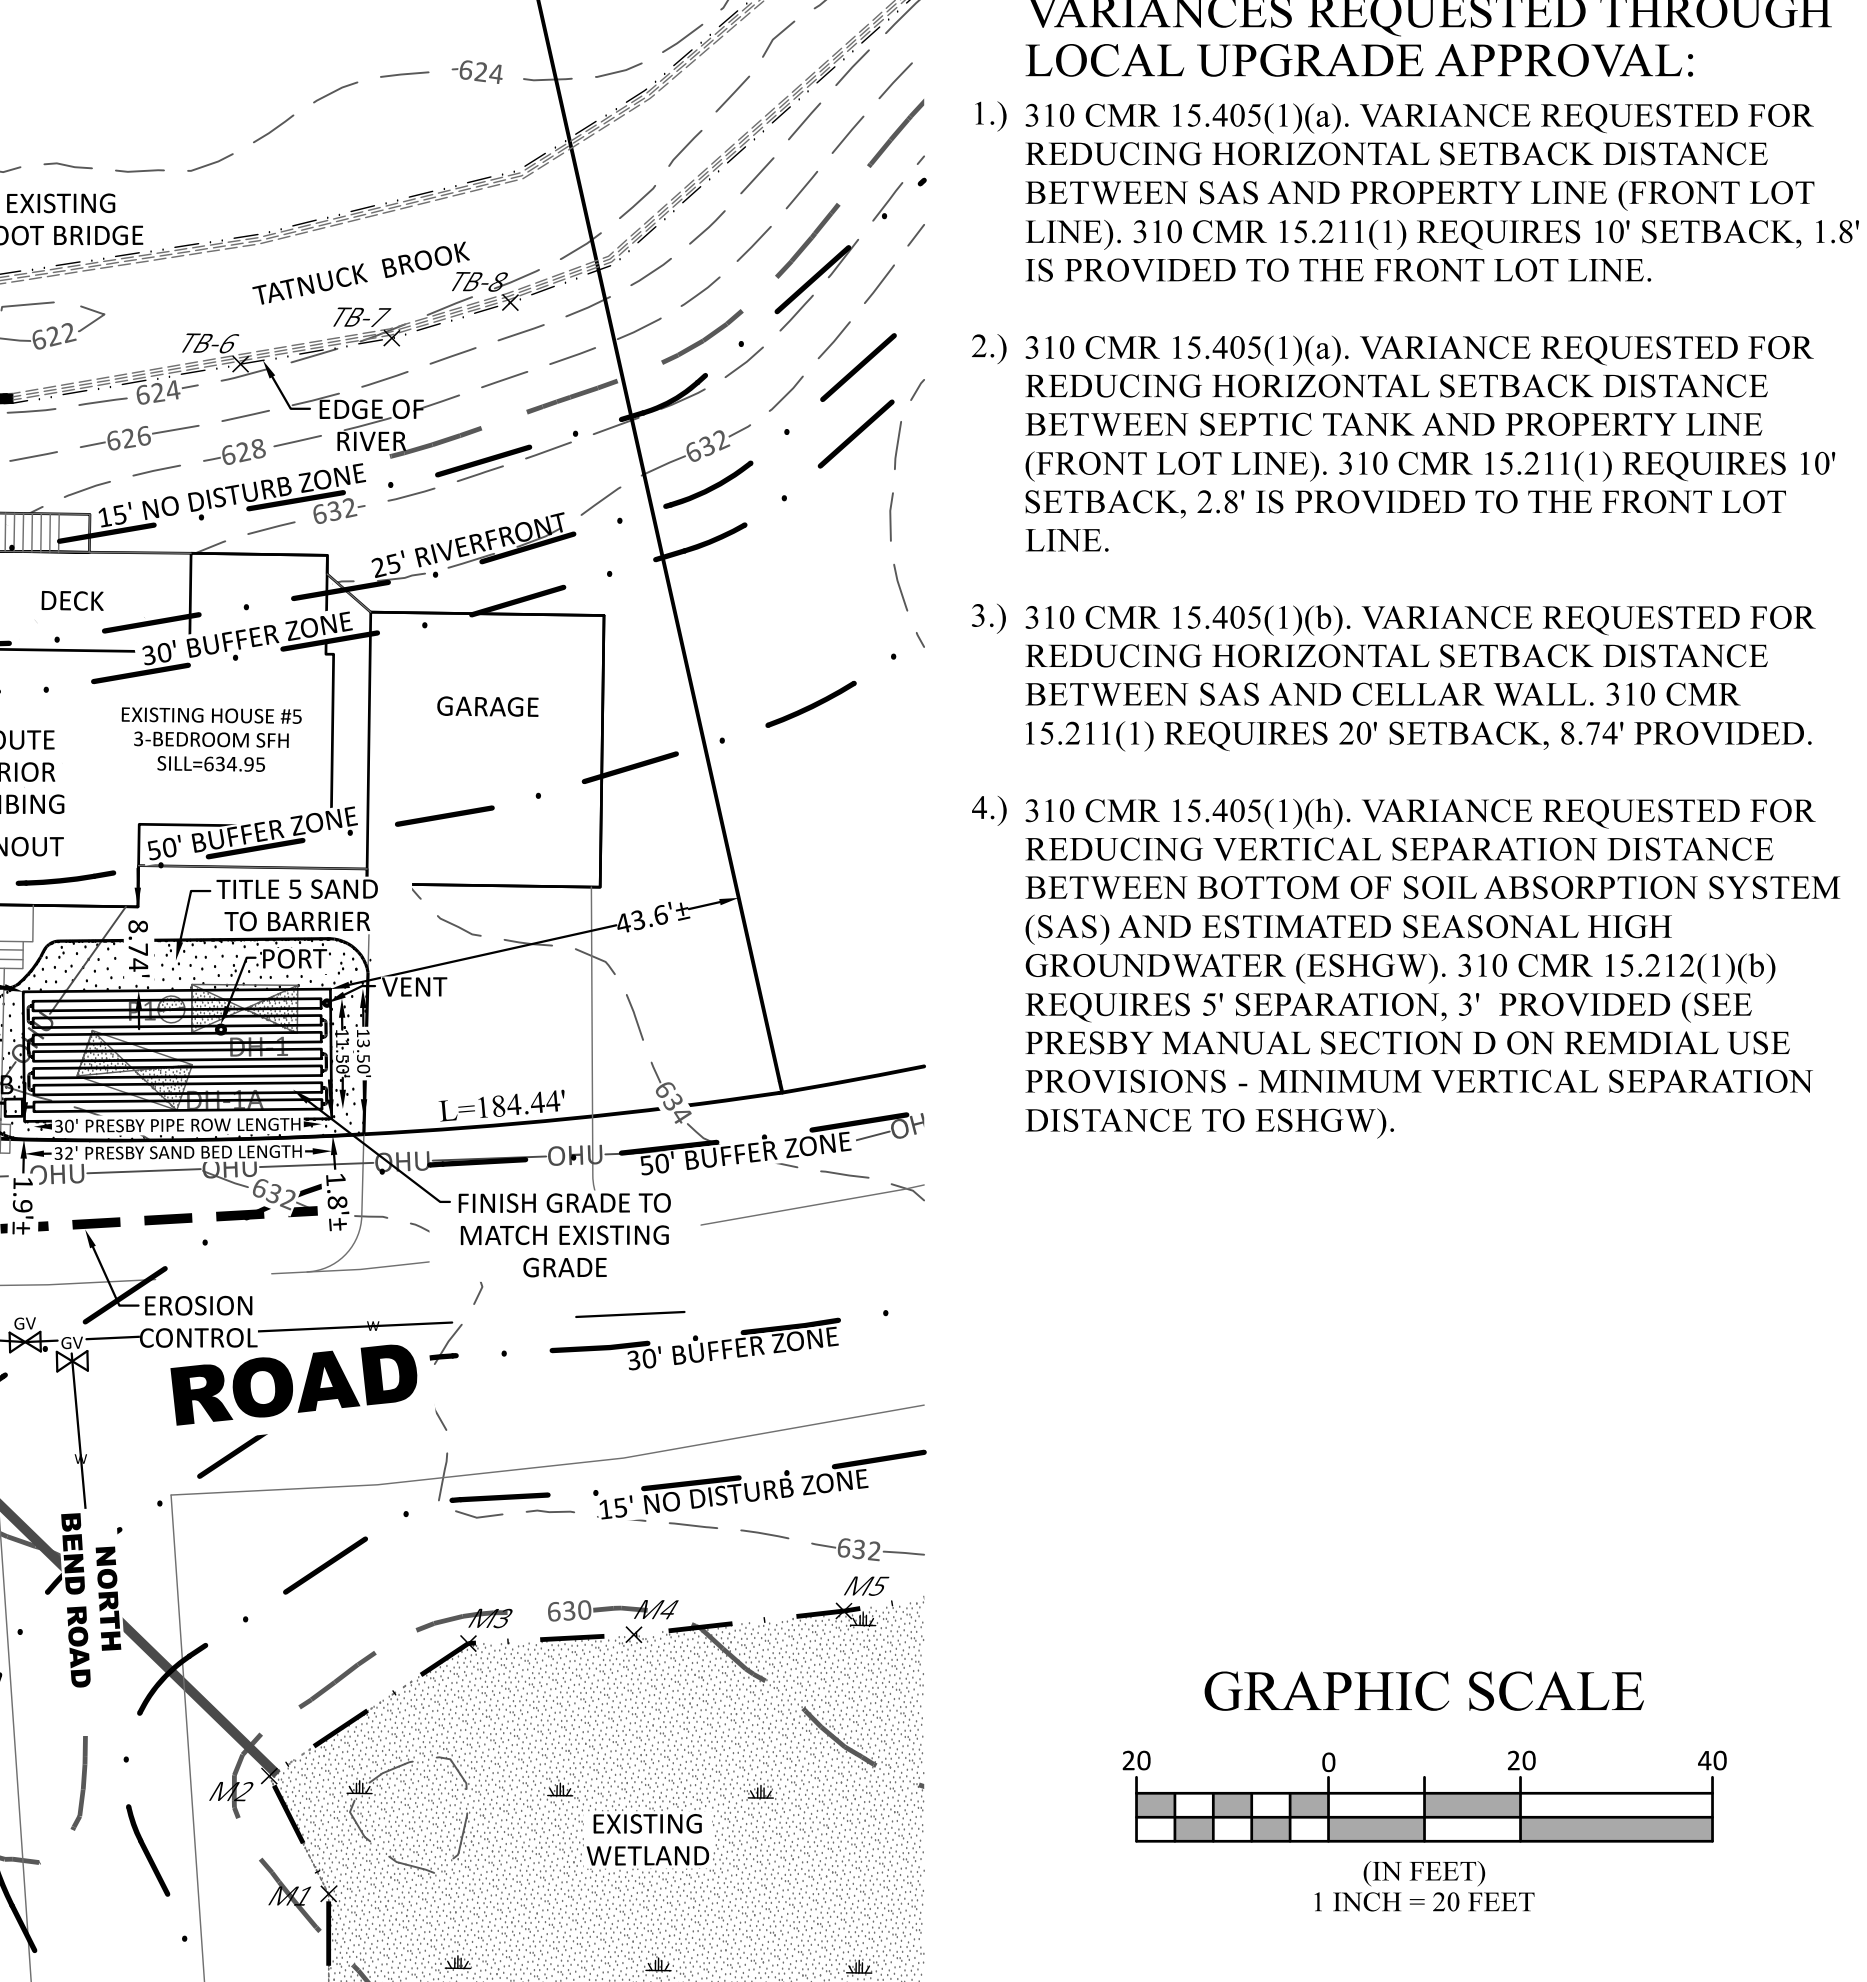 VARIANCES REQUESTED THROUGH
LOCAL UPGRADE APPROVAL:
1.) 310 CMR 15.405(1)(a). VARIANCE REQUESTED FOR
REDUCING HORIZONTAL SETBACK DISTANCE
BETWEEN SAS AND PROPERTY LINE (FRONT LOT
LINE). 310 CMR 15.211(1) REQUIRES 10' SETBACK, 1.8'
IS PROVIDED TO THE FRONT LOT LINE.
2.) 310 CMR 15.405(1)(a). VARIANCE REQUESTED FOR
REDUCING HORIZONTAL SETBACK DISTANCE
BETWEEN SEPTIC TANK AND PROPERTY LINE
(FRONT LOT LINE). 310 CMR 15.211(1) REQUIRES 10'
SETBACK, 2.8' IS PROVIDED TO THE FRONT LOT
LINE.
3.) 310 CMR 15.405(1)(b). VARIANCE REQUESTED FOR
REDUCING HORIZONTAL SETBACK DISTANCE
BETWEEN SAS AND CELLAR WALL. 310 CMR
15.211(1) REQUIRES 20' SETBACK, 8.74' PROVIDED.
4.) 310 CMR 15.405(1)(h). VARIANCE REQUESTED FOR
REDUCING VERTICAL SEPARATION DISTANCE
BETWEEN BOTTOM OF SOIL ABSORPTION SYSTEM
(SAS) AND ESTIMATED SEASONAL HIGH
GROUNDWATER (ESHGW). 310 CMR 15.212(1)(b)
REQUIRES 5' SEPARATION, 3' PROVIDED (SEE
PRESBY MANUAL SECTION D ON REMDIAL USE
PROVISIONS - MINIMUM VERTICAL SEPARATION
DISTANCE TO ESHGW).
GRAPHIC SCALE
20 0 20 40
(IN FEET)
1 INCH = 20 FEET
624
EXISTING
OOT BRIDGE
TATNUCK BROOK
TB-8
TB-7
TB-6
622
624
626
628
EDGE OF
RIVER
632
15' NO DISTURB ZONE
632
25' RIVERFRONT
DECK
30' BUFFER ZONE
GARAGE
EXISTING HOUSE #5
3-BEDROOM SFH
SILL=634.95
OUTE
RIOR
MBING
NOUT
50' BUFFER ZONE
TITLE 5 SAND
TO BARRIER
43.6'±
8.74'
PORT
VENT
P1
DH-1
DH-1A
11.50'
13.50'
B
L=184.44'
634
30' PRESBY PIPE ROW LENGTH
32' PRESBY SAND BED LENGTH
OHU
OHU
OHU
OHU
OH
50' BUFFER ZONE
1.9'±
632
1.8'±
FINISH GRADE TO
MATCH EXISTING
GRADE
EROSION
CONTROL
W
GV
GV
ROAD
30' BUFFER ZONE
W
15' NO DISTURB ZONE
NORTH
BEND ROAD
632
M5
M4
630
M3
M2
M1
EXISTING
WETLAND